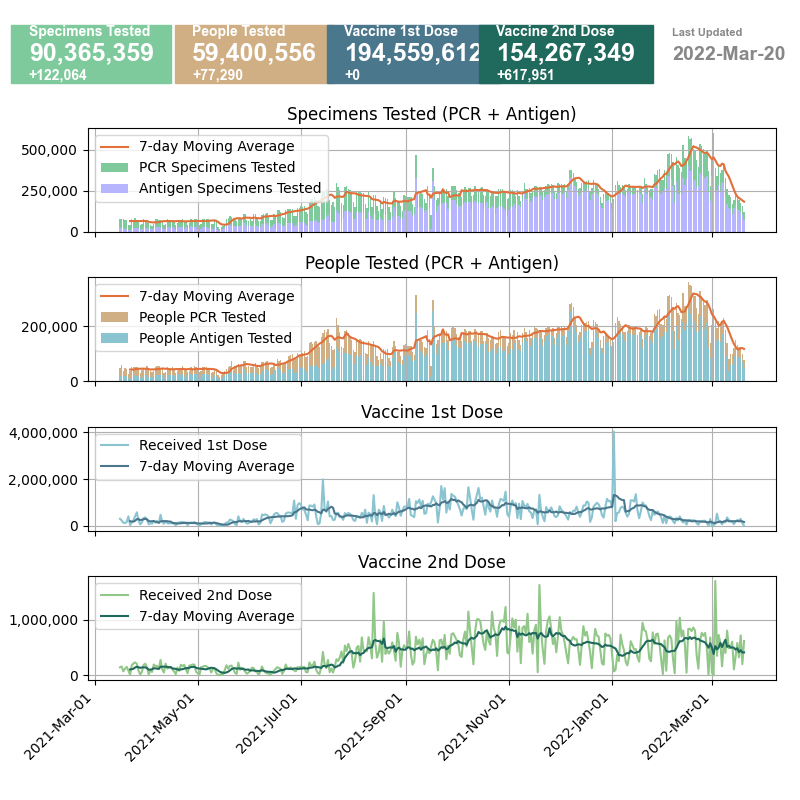 Specimens Tested
90,365,359
+122,064
People Tested
59,400,556
+77,290
Vaccine 1st Dose
194,559,612
+0
Vaccine 2nd Dose
154,267,349
+617,951
Last Updated
2022-Mar-20
Specimens Tested (PCR + Antigen)
500,000
250,000
0
7-day Moving Average
PCR Specimens Tested
Antigen Specimens Tested
People Tested (PCR + Antigen)
200,000
0
7-day Moving Average
People PCR Tested
People Antigen Tested
Vaccine 1st Dose
4,000,000
2,000,000
0
Received 1st Dose
7-day Moving Average
Vaccine 2nd Dose
1,000,000
0
Received 2nd Dose
7-day Moving Average
2021-Mar-01
2021-May-01
2021-Jul-01
2021-Sep-01
2021-Nov-01
2022-Jan-01
2022-Mar-01